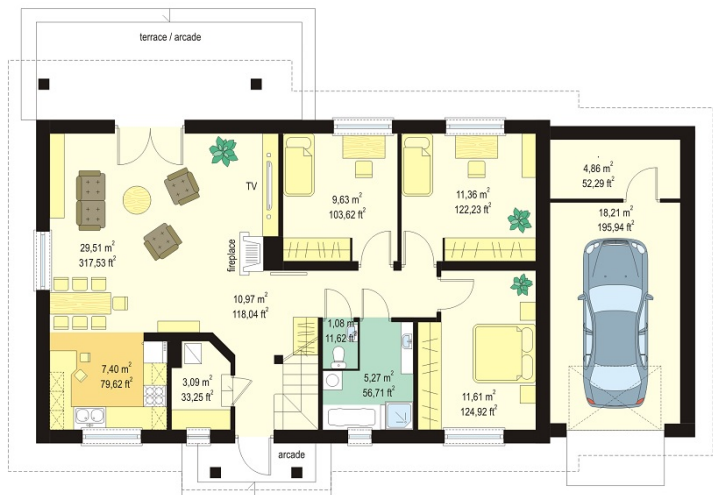 terrace / arcade
4,86 m²
52,29 ft²
TV
9,63 m²
103,62 ft²
11,36 m²
122,23 ft²
18,21 m²
195,94 ft²
29,51 m²
317,53 ft²
fireplace
10,97 m²
118,04 ft²
1,08 m²
11,62 ft²
7,40 m²
79,62 ft²
3,09 m²
33,25 ft²
5,27 m²
56,71 ft²
11,61 m²
124,92 ft²
arcade